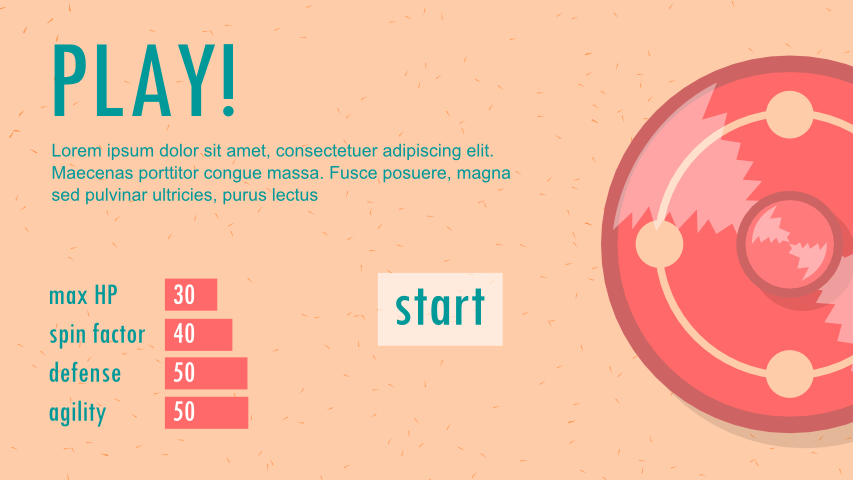 PLAY!
Lorem ipsum dolor sit amet, consectetuer adipiscing elit.
Maecenas porttitor congue massa. Fusce posuere, magna
sed pulvinar ultricies, purus lectus
max HP 30
spin factor 40
defense 50
agility 50
start